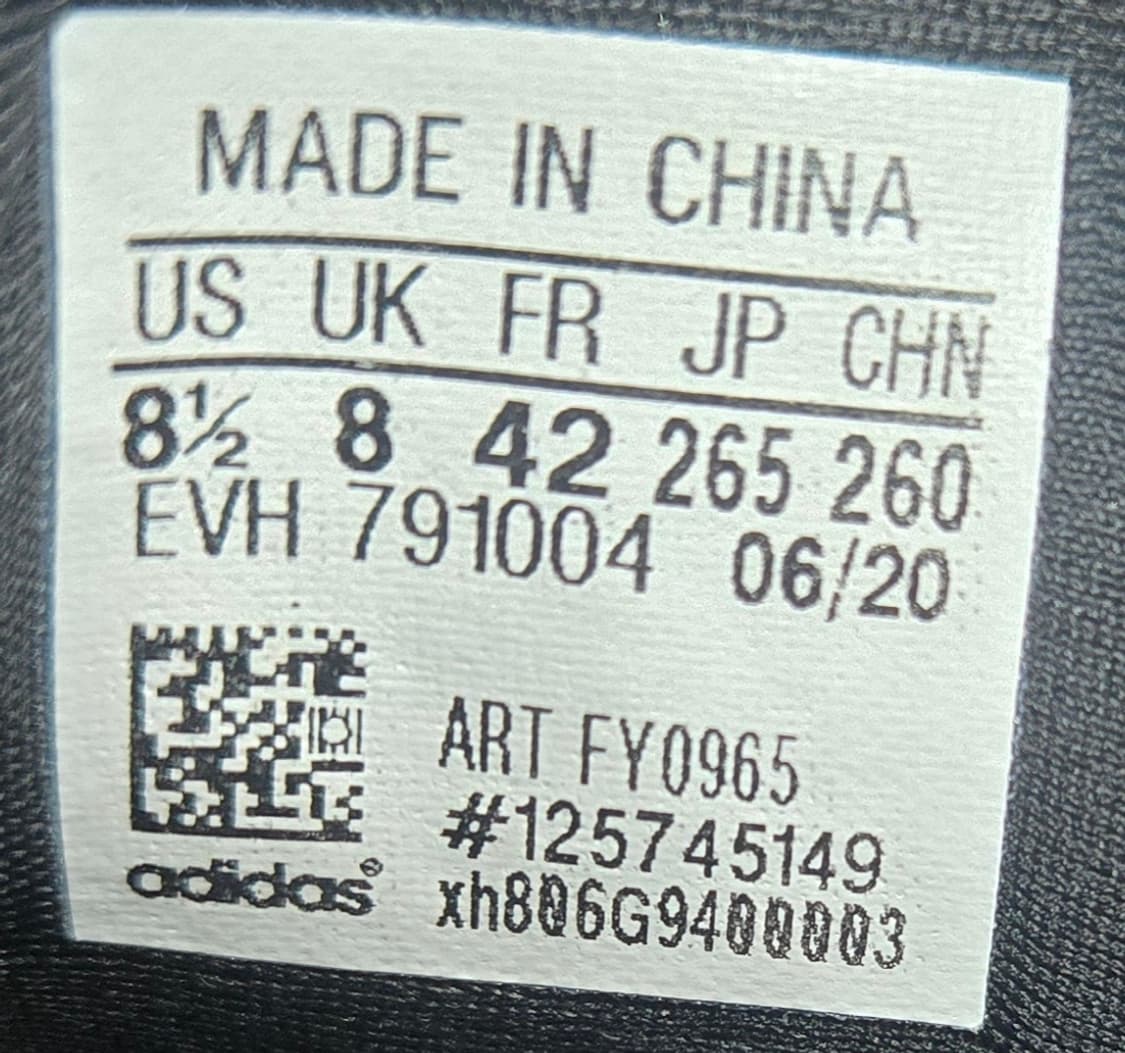 MADE IN CHINA
US UK FR JP CHN
8½ 8 42 265 260
EVH 791004 06/20
ART FY0965
#125745149
adidas®
xh806G9400003